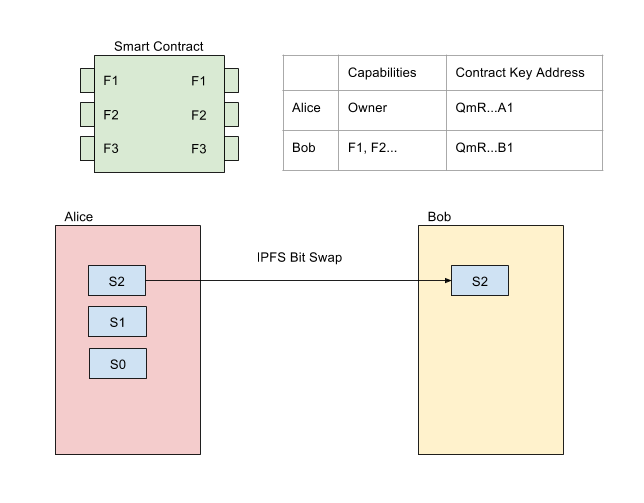 Smart Contract
F1 F1
F2 F2
F3 F3
Capabilities Contract Key Address
Alice Owner QmR...A1
Bob F1, F2... QmR...B1
Alice
Bob
IPFS Bit Swap
S2 S2
S1
S0